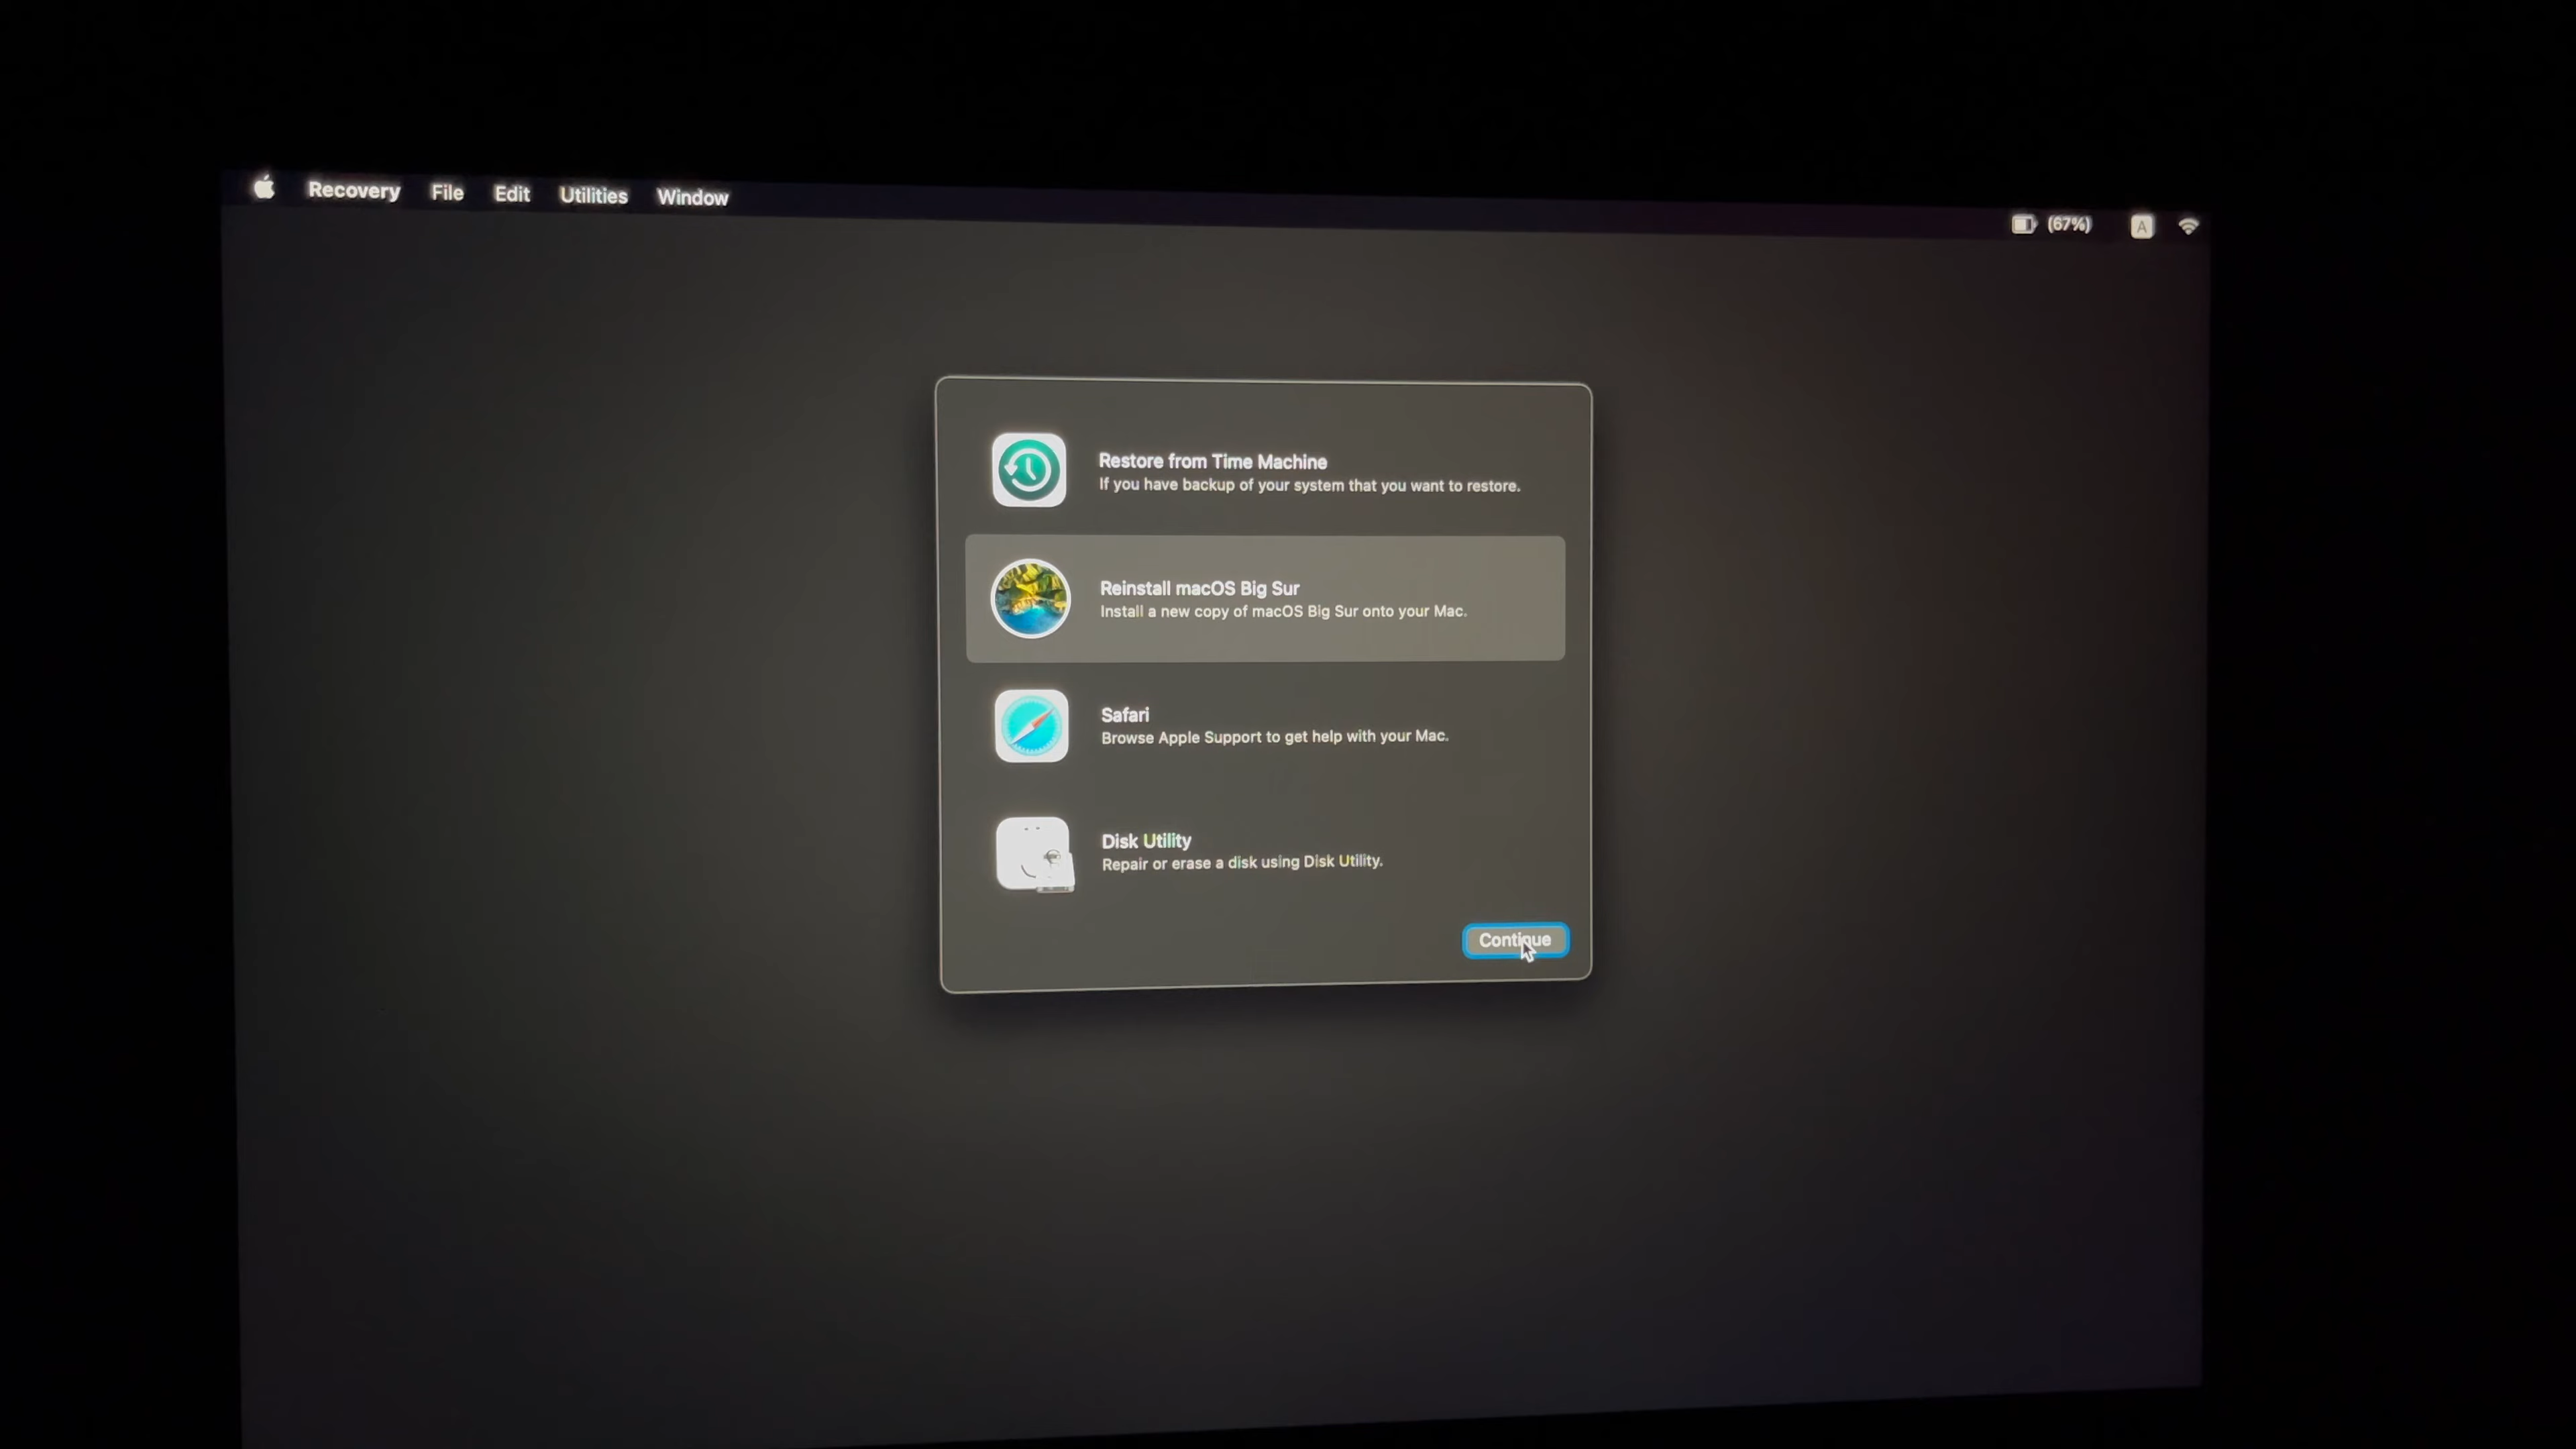 Recovery File Edit Utilities Window
(67%) A
Restore from Time Machine
If you have backup of your system that you want to restore.
Reinstall macOS Big Sur
Install a new copy of macOS Big Sur onto your Mac.
Safari
Browse Apple Support to get help with your Mac.
Disk Utility
Repair or erase a disk using Disk Utility.
Continue